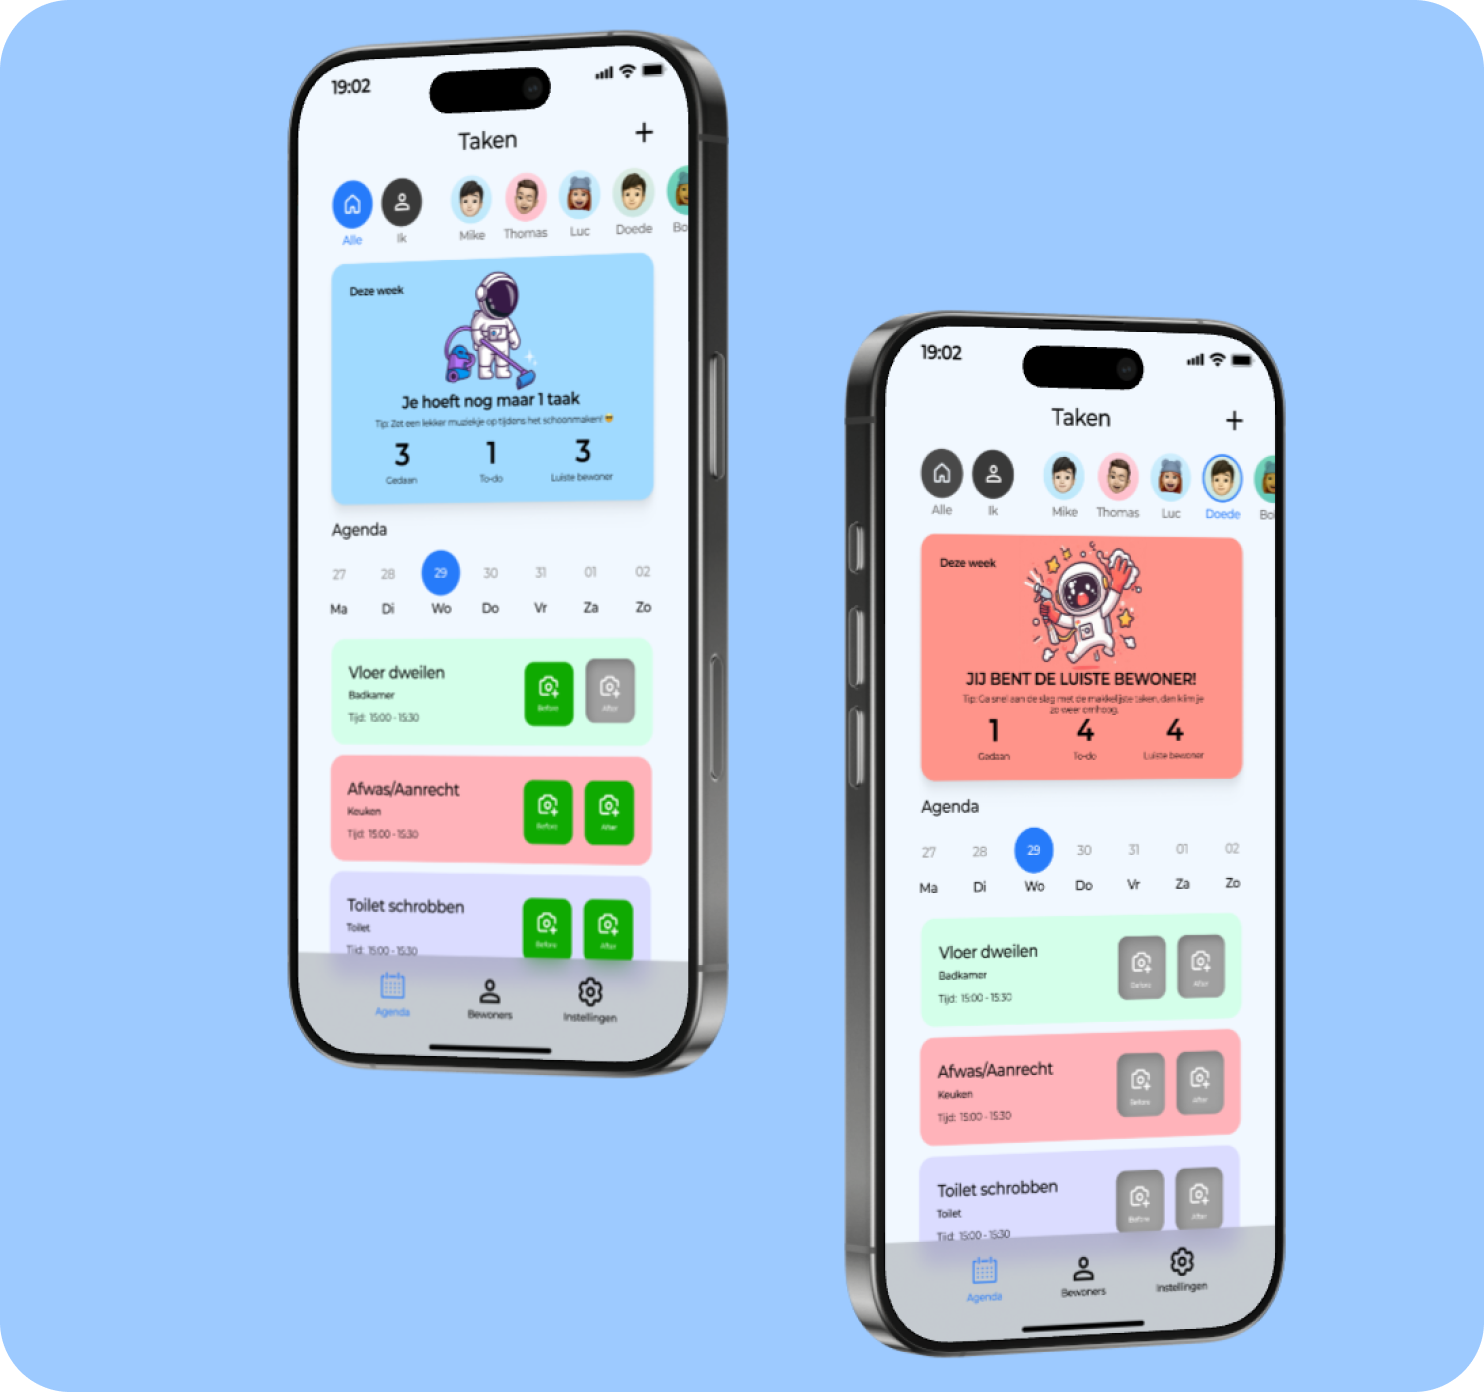 19:02
Taken
Alle
Ik
Mike
Thomas
Luc
Doede
Bo
Deze week
Je hoeft nog maar 1 taak
Tip: Zet een lekker muziekje op tijdens het schoonmaken!
3
1
3
Gedaan
To-do
Luiste bewoner
Agenda
27
28
29
30
31
01
02
Ma
Di
Wo
Do
Vr
Za
Zo
Vloer dweilen
Badkamer
Tijd: 15:00 - 15:30
Before
After
Afwas/Aanrecht
Keuken
Tijd: 15:00 - 15:30
Before
After
Toilet schrobben
Toilet
Tijd: 15:00 - 15:30
Before
After
Agenda
Bewoners
Instellingen
19:02
Taken
Alle
Ik
Mike
Thomas
Luc
Doede
Bo
Deze week
JIJ BENT DE LUISTE BEWONER!
Tip: Ga snel aan de slag met de makkelijste taken, dan klim je
zo weer omhoog.
1
4
4
Gedaan
To-do
Luiste bewoner
Agenda
27
28
29
30
31
01
02
Ma
Di
Wo
Do
Vr
Za
Zo
Vloer dweilen
Badkamer
Tijd: 15:00 - 15:30
Before
After
Afwas/Aanrecht
Keuken
Tijd: 15:00 - 15:30
Before
After
Toilet schrobben
Toilet
Tijd: 15:00 - 15:30
Before
After
Agenda
Bewoners
Instellingen